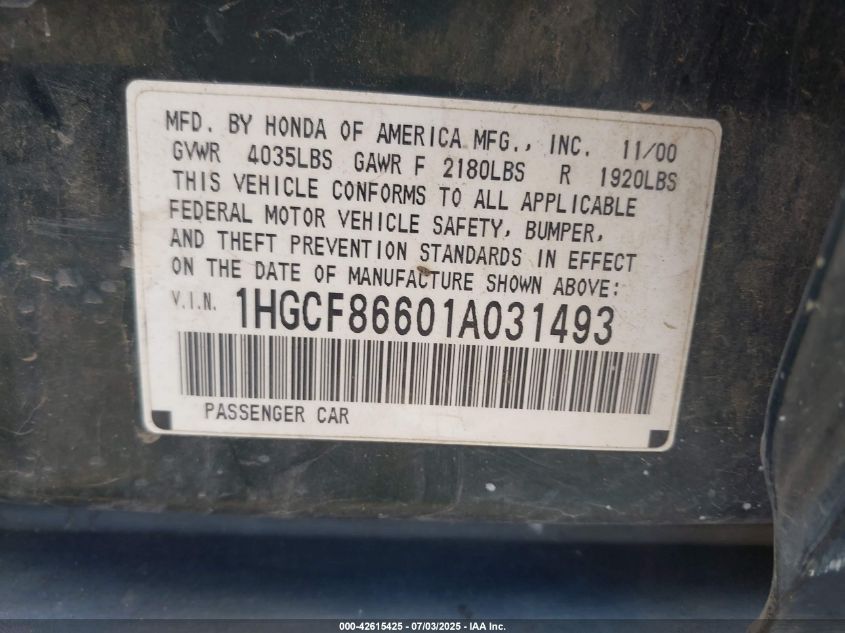 MFD. BY HONDA OF AMERICA MFG., INC. 11/00
GVWR 4035LBS GAWR F 2180LBS R 1920LBS
THIS VEHICLE CONFORMS TO ALL APPLICABLE
FEDERAL MOTOR VEHICLE SAFETY, BUMPER,
AND THEFT PREVENTION STANDARDS IN EFFECT
ON THE DATE OF MANUFACTURE SHOWN ABOVE:
V.I.N. 1HGCF86601A031493
PASSENGER CAR
000-42615425 - 07/03/2025 - IAA Inc.